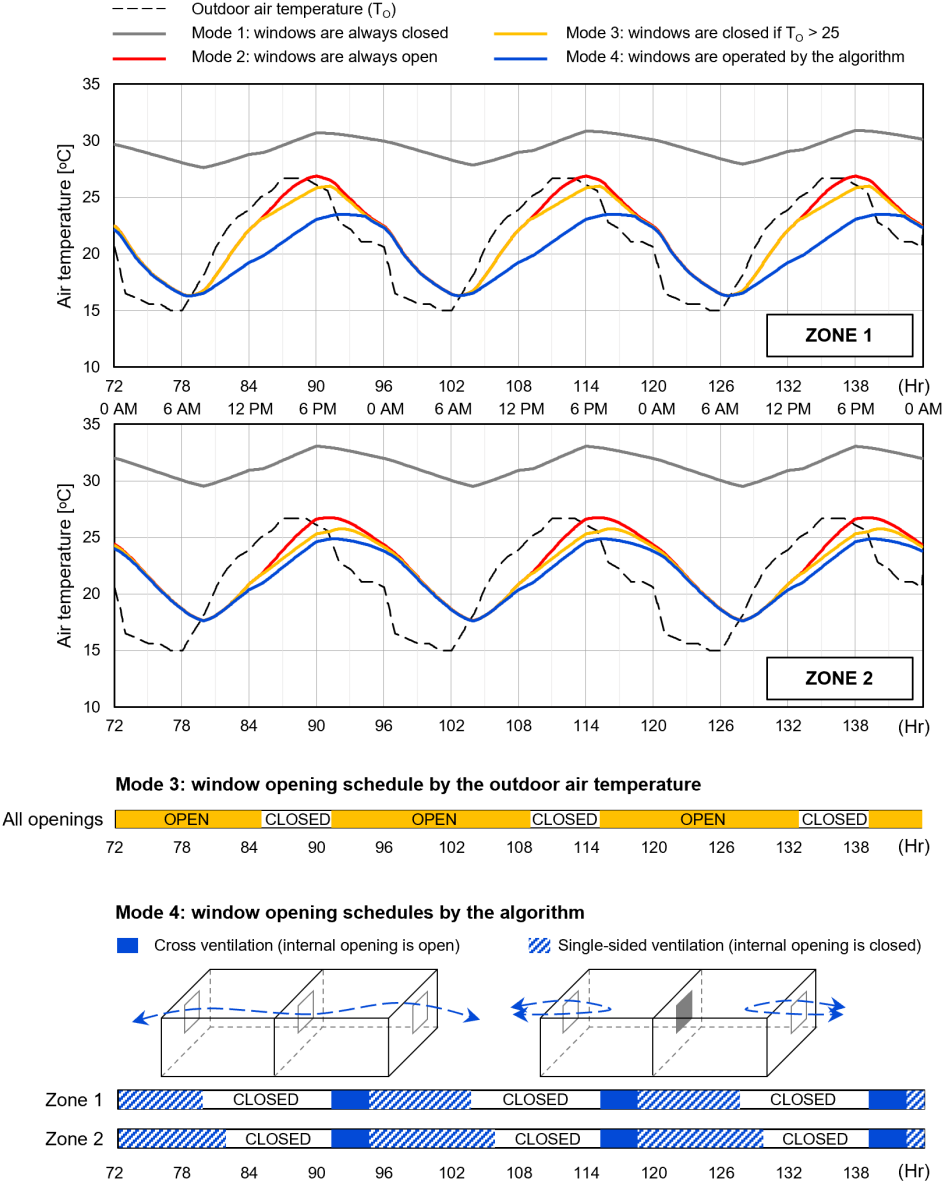 Outdoor air temperature (TO)
Mode 1: windows are always closed
Mode 3: windows are closed if TO > 25
Mode 2: windows are always open
Mode 4: windows are operated by the algorithm
35
30
25
20
15
10
Air temperature [ºC]
ZONE 1
72 78 84 90 96 102 108 114 120 126 132 138 (Hr)
0 AM 6 AM 12 PM 6 PM 0 AM 6 AM 12 PM 6 PM 0 AM 6 AM 12 PM 6 PM 0 AM
35
30
25
20
15
10
Air temperature [ºC]
ZONE 2
72 78 84 90 96 102 108 114 120 126 132 138 (Hr)
Mode 3: window opening schedule by the outdoor air temperature
All openings OPEN CLOSED OPEN CLOSED OPEN CLOSED
72 78 84 90 96 102 108 114 120 126 132 138 (Hr)
Mode 4: window opening schedules by the algorithm
Cross ventilation (internal opening is open)
Single-sided ventilation (internal opening is closed)
Zone 1 CLOSED CLOSED CLOSED
Zone 2 CLOSED CLOSED CLOSED
72 78 84 90 96 102 108 114 120 126 132 138 (Hr)